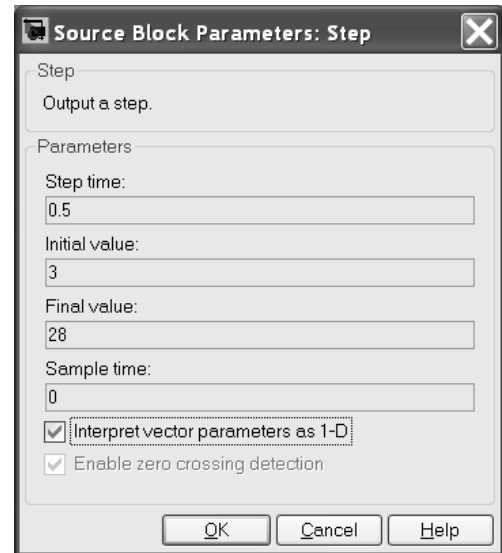 Source Block Parameters: Step
Step
Output a step.
Parameters
Step time:
0.5
Initial value:
3
Final value:
28
Sample time:
0
Interpret vector parameters as 1-D
Enable zero crossing detection
OK Cancel Help